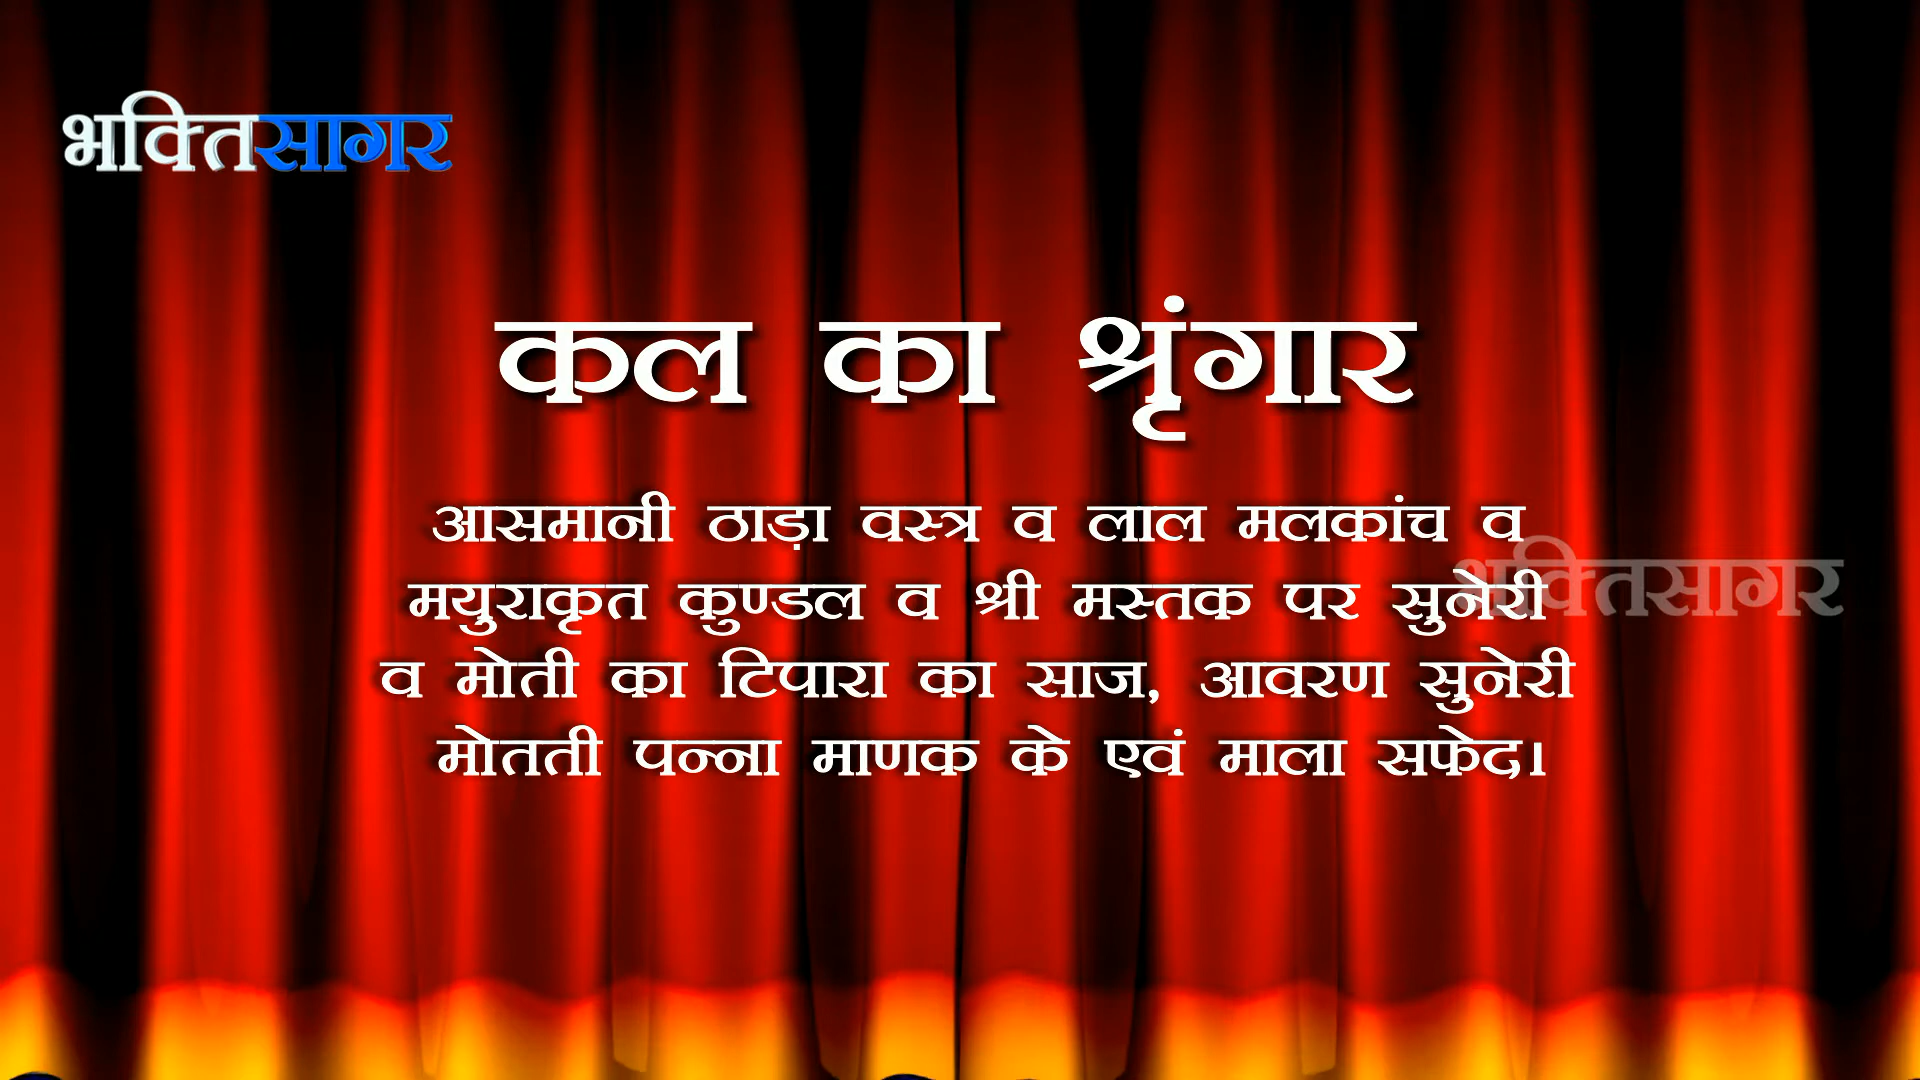 भक्तिसागर
कल का श्रृंगार
आसमानी ठाड़ा वस्त्र व लाल मलकांच व
मयुराकृत कुण्डल व श्री मस्तक पर सुनेरी
व मोती का टिपारा का साज, आवरण सुनेरी
मोतती पन्ना माणक के एवं माला सफेद।
भक्तिसागर